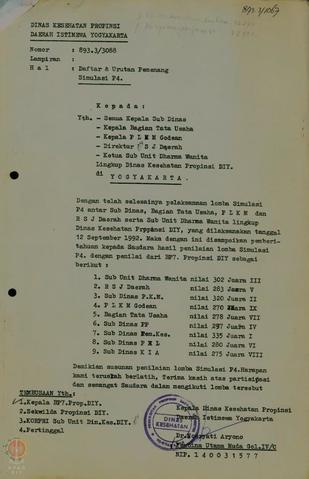 893.3/1067
DINAS KESEHATAN PROPINSI
DAERAH ISTIMEWA YOGYAKARTA
Nomor : 893.3/3088
Lampiran :
H a l : Daftar & Urutan Pemenang
Simulasi P4.
K e p a d a :
Yth. - Semua Kepala Sub Dinas
- Kepala Bagian Tata Usaha
- Kepala P L K M Godean
- Direktur R S J Daerah
- Ketua Sub Unit Dharma Wanita
Lingkup Dinas Kesehatan Propinsi DIY.
di
Y O G Y A K A R T A .
Dengan telah selesainya pelaksanaan lomba Simulasi
P4 antar Sub Dinas, Bagian Tata Usaha, P L K M dan
R S J Daerah serta Sub Unit Dharma Wanita lingkup
Dinas Kesehatan Propinsi DIY, yang dilaksanakan tanggal
12 September 1992. Maka dengan ini disampaikan pemberi-
tahuan kepada Saudara hasil penilaian lomba Simulasi
P4. dengan penilai dari BP7. Propinsi DIY sebagai
berikut :
1. Sub Unit Dharma Wanita nilai 302 Juara III
2. R S J Daerah nilai 283 Juara V
3. Sub Dinas P.K.M. nilai 320 Juara II
4. P L K M Godean nilai 270 Juara IX
5. Bagian Tata Usaha nilai 278 Juara VII
6. Sub Dinas PP nilai 297 Juara IV
7. Sub Dinas Pem.Kes. nilai 335 Juara I
8. Sub Dinas P M L nilai 280 Juara VI
9. Sub Dinas K I A nilai 275 Juara VIII
Demikian susunan penilaian lomba Simulasi P4. Harapan
kami teruskah berlatih, Terima kasih atas partisipasi
dan semangat Saudara dalam mengikuti lomba tersebut
TEMBUSAAN Yth.;
1.Kepala BP7.Prop.DIY.
2.Sekwilda Propinsi DIY.
3.KORPRI Sub Unit Din.Kes.DIY.
4.Pertinggal
Kepala Dinas Kesehatan Propinsi
Daerah Istimewa Yogyakarta
DINAS
KESEHATAN
Aryono
Pembina Utama Muda Gol.IV/C
NIP. 140031577